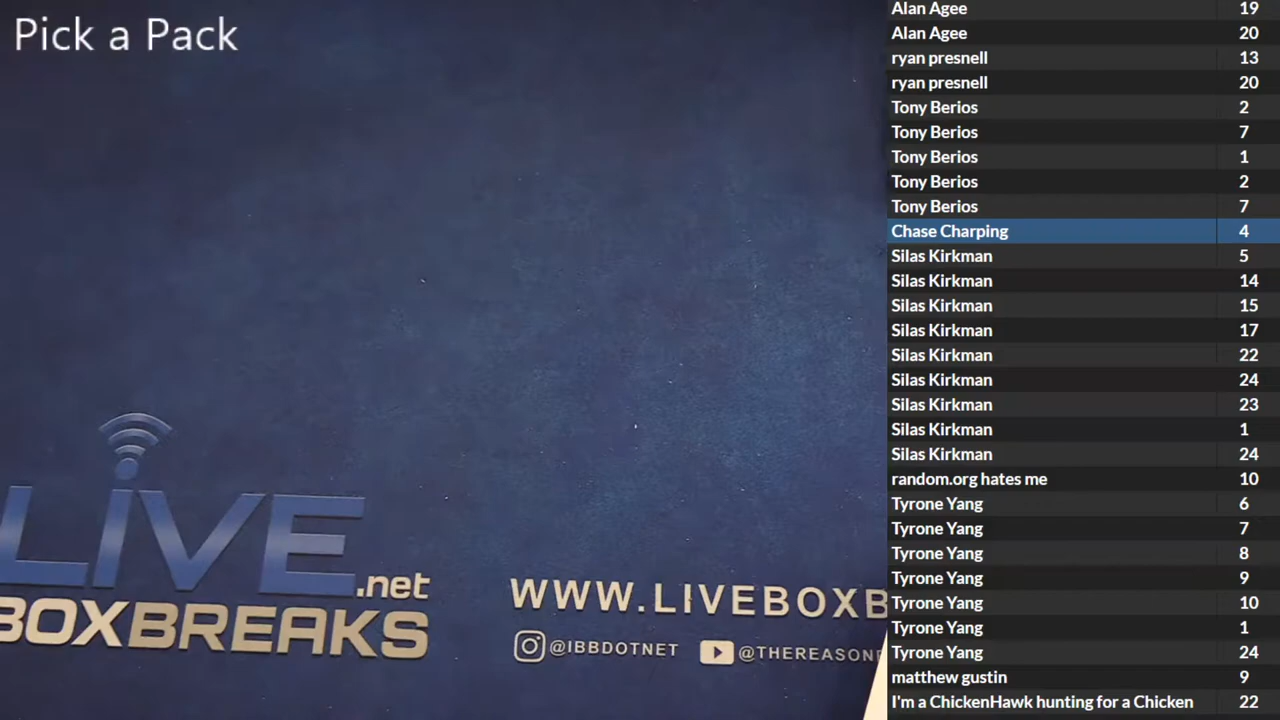 Pick a Pack
Alan Agee 19
Alan Agee 20
ryan presnell 13
ryan presnell 20
Tony Berios 2
Tony Berios 7
Tony Berios 1
Tony Berios 2
Tony Berios 7
Chase Charping 4
Silas Kirkman 5
Silas Kirkman 14
Silas Kirkman 15
Silas Kirkman 17
Silas Kirkman 22
Silas Kirkman 24
Silas Kirkman 23
Silas Kirkman 1
Silas Kirkman 24
random.org hates me 10
Tyrone Yang 6
Tyrone Yang 7
Tyrone Yang 8
Tyrone Yang 9
Tyrone Yang 10
Tyrone Yang 1
Tyrone Yang 24
matthew gustin 9
I'm a ChickenHawk hunting for a Chicken 22
LIVE.net
BOXBREAKS
WWW.LIVEBOXB
@IBBDOTNET @THEREASON